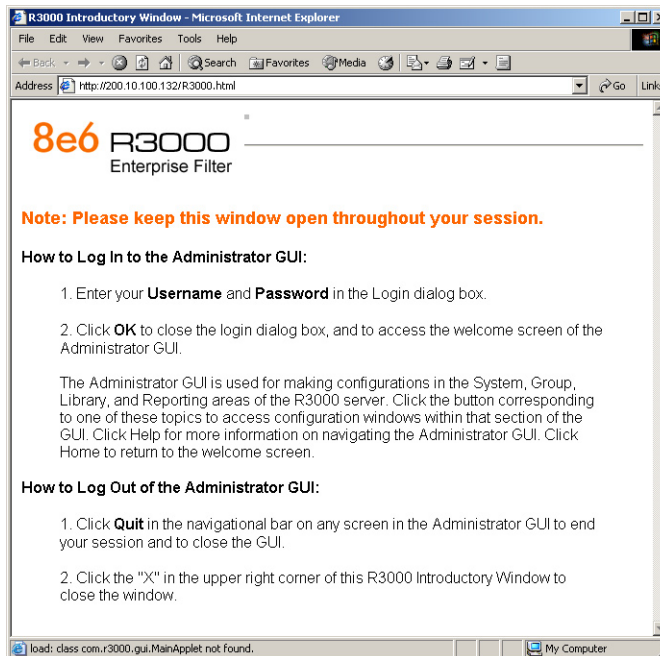 R3000 Introductory Window - Microsoft Internet Explorer
File Edit View Favorites Tools Help
Back Search Favorites Media
Address http://200.10.100.132/R3000.html Go Link
8e6 R3000
Enterprise Filter
Note: Please keep this window open throughout your session.
How to Log In to the Administrator GUI:
1. Enter your Username and Password in the Login dialog box.
2. Click OK to close the login dialog box, and to access the welcome screen of the
Administrator GUI.
The Administrator GUI is used for making configurations in the System, Group,
Library, and Reporting areas of the R3000 server. Click the button corresponding
to one of these topics to access configuration windows within that section of the
GUI. Click Help for more information on navigating the Administrator GUI. Click
Home to return to the welcome screen.
How to Log Out of the Administrator GUI:
1. Click Quit in the navigational bar on any screen in the Administrator GUI to end
your session and to close the GUI.
2. Click the "X" in the upper right corner of this R3000 Introductory Window to
close the window.
load: class com.r3000.gui.MainApplet not found. My Computer